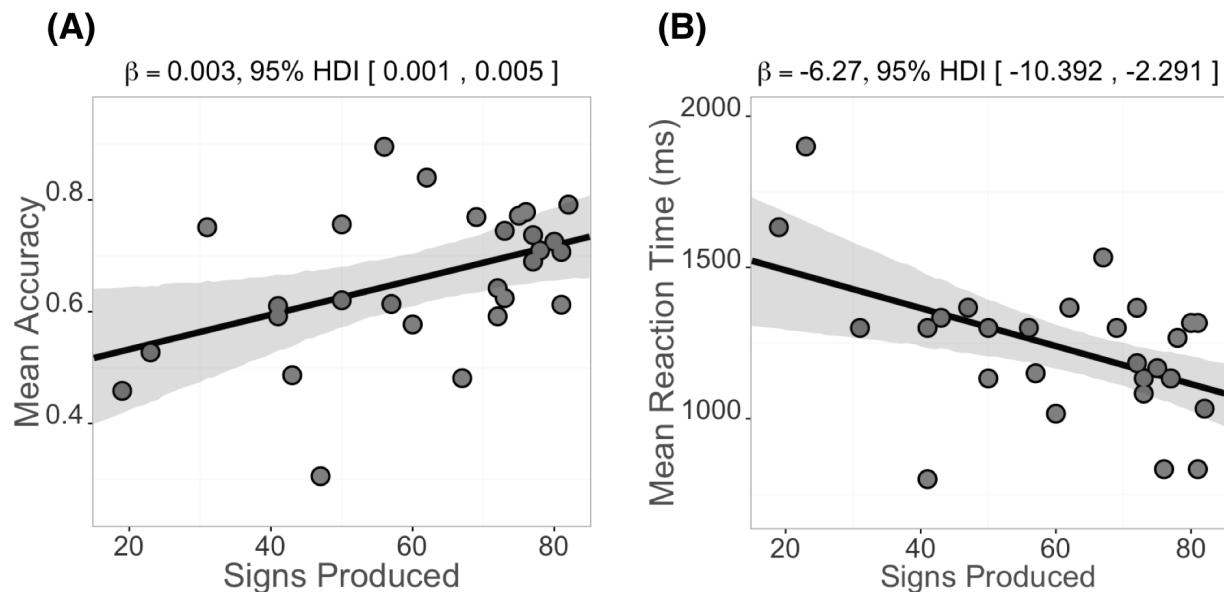 (A)
β = 0.003, 95% HDI [ 0.001 , 0.005 ]
Mean Accuracy
0.8
0.6
0.4
20 40 60 80
Signs Produced
(B)
β = -6.27, 95% HDI [ -10.392 , -2.291 ]
Mean Reaction Time (ms)
2000
1500
1000
20 40 60 80
Signs Produced